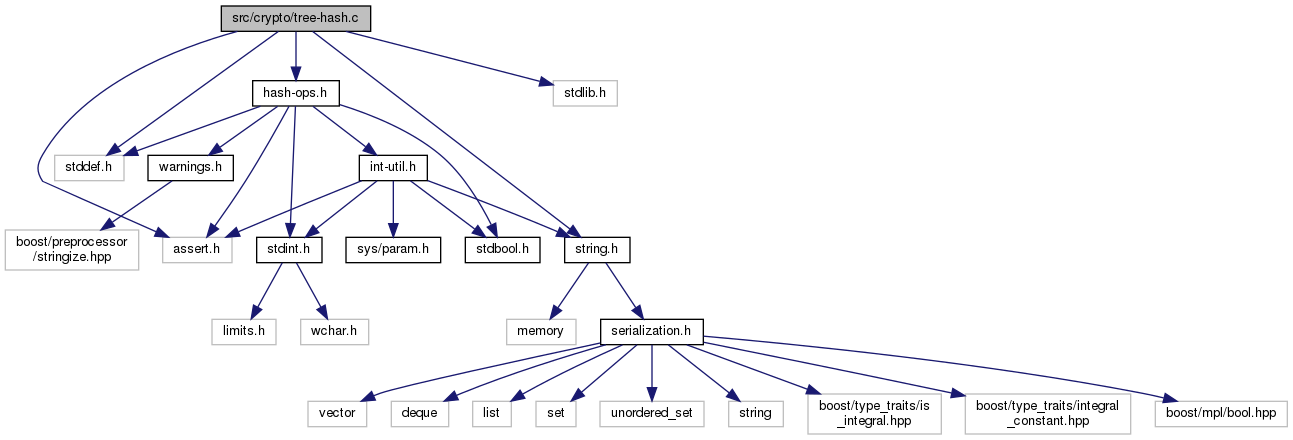 src/crypto/tree-hash.c
hash-ops.h
stdlib.h
stddef.h
warnings.h
int-util.h
boost/preprocessor
/stringize.hpp
assert.h
stdint.h
sys/param.h
stdbool.h
string.h
limits.h
wchar.h
memory
serialization.h
vector
deque
list
set
unordered_set
string
boost/type_traits/is
_integral.hpp
boost/type_traits/integral
_constant.hpp
boost/mpl/bool.hpp